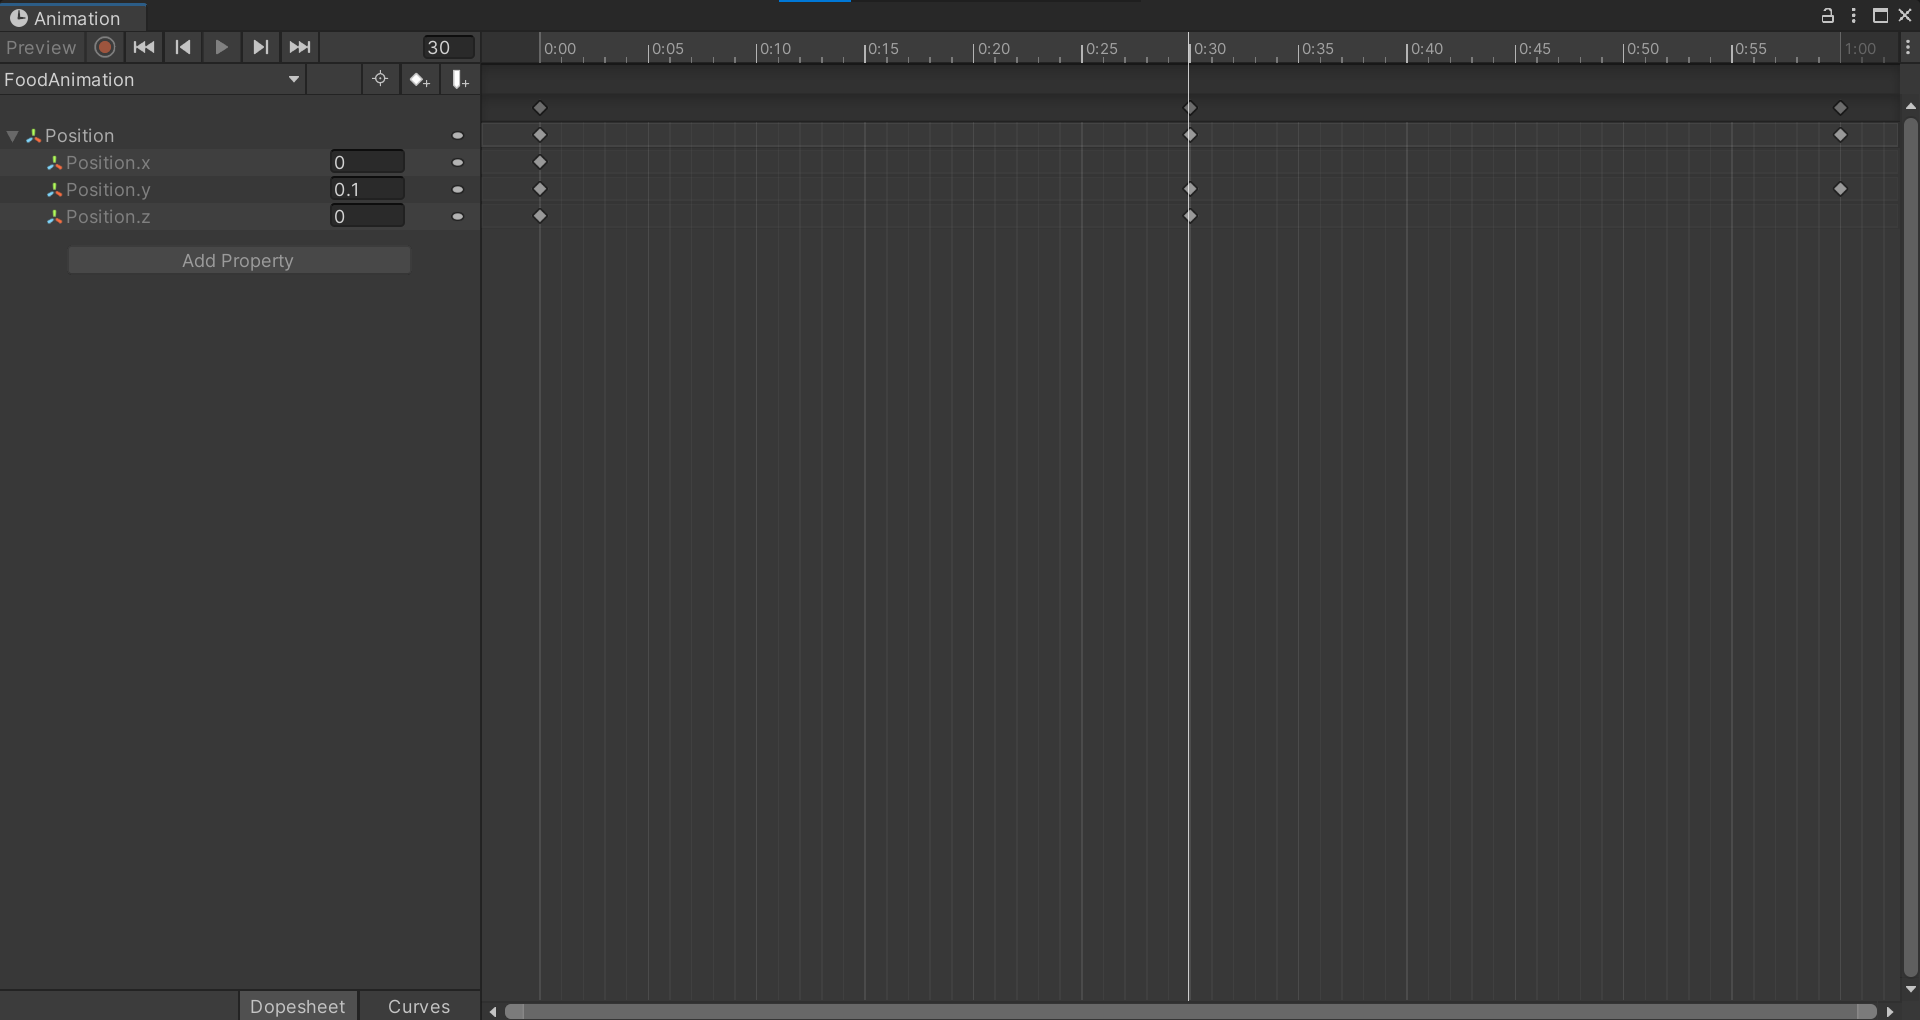 Animation
Preview 30 0:00 0:05 0:10 0:15 0:20 0:25 0:30 0:35 0:40 0:45 0:50 0:55 1:00
FoodAnimation
Position
Position.x 0
Position.y 0.1
Position.z 0
Add Property
Dopesheet Curves